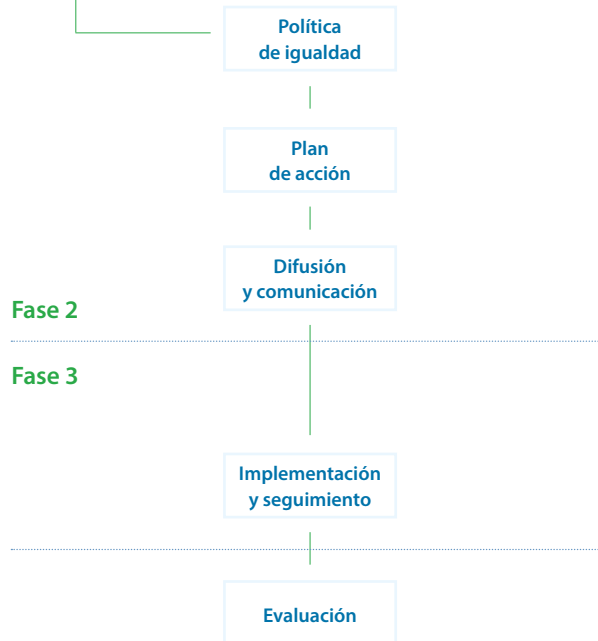 Política
de igualdad
Plan
de acción
Difusión
y comunicación
Fase 2
Fase 3
Implementación
y seguimiento
Evaluación